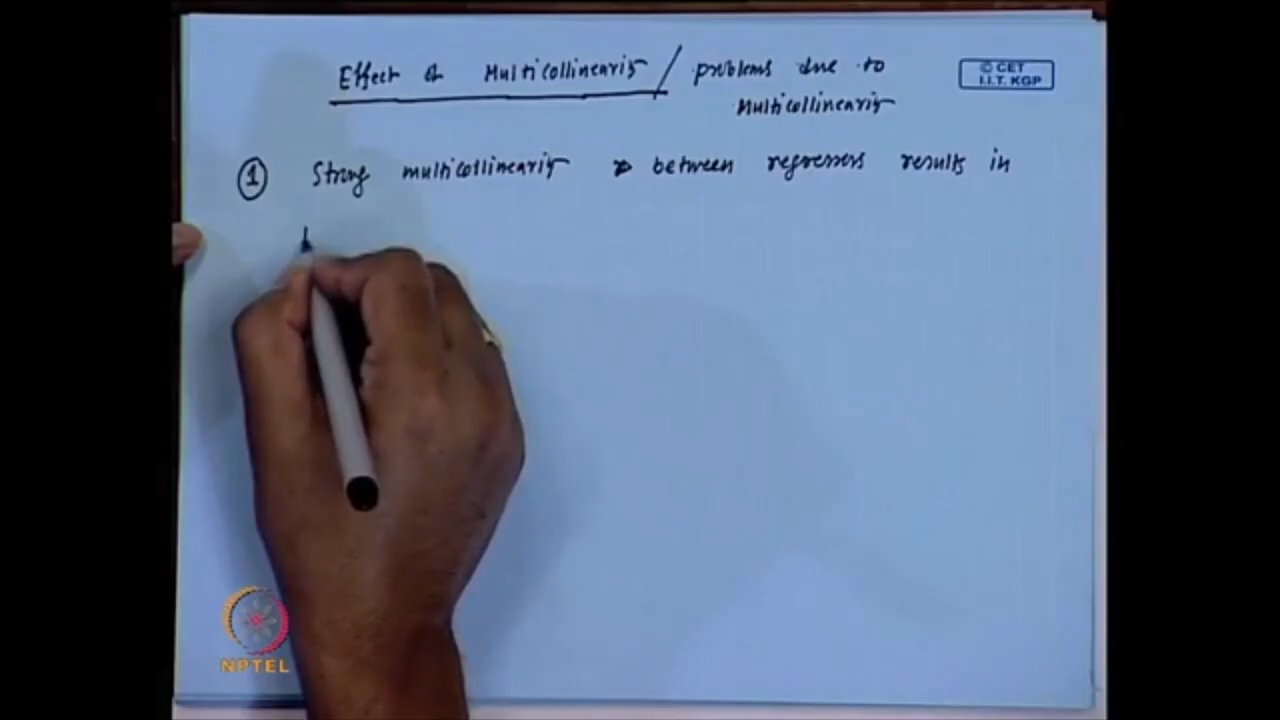 Effect of Multicollinearity / problems due to
Multicollinearity
© CET
I.I.T. KGP
① Strong multicollinearity between regressors results in
NPTEL